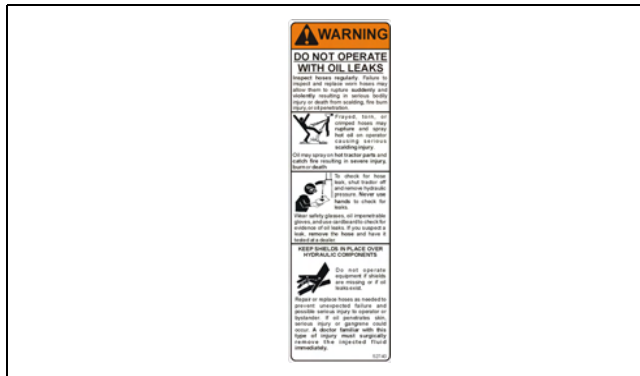 WARNING
DO NOT OPERATE
WITH OIL LEAKS
Inspect hoses regularly. Failure to
inspect and replace worn hoses may
allow them to rupture suddenly and
violently resulting in serious bodily
injury or death from scalding, fire burn
injury, or oil penetration.
Frayed, torn, or
crimped hoses may
rupture and spray
hot oil on operator
causing serious
scalding injury.
Oil may spray on hot tractor parts and
catch fire resulting in severe injury,
burn or death.
To check for hose
leak, shut tractor off
and remove hydraulic
pressure. Never use
hands to check for
leaks.
Wear safety glasses, oil impenetrable
gloves, and use cardboard to check for
evidence of oil leaks. If you suspect a
leak, remove the hose and have it
tested at a dealer.
KEEP SHIELDS IN PLACE OVER
HYDRAULIC COMPONENTS
Do not operate
equipment if shields
are missing or if oil
leaks exist.
Repair or replace hoses as needed to
prevent unexpected failure and
possible serious injury to operator or
bystander. If oil penetrates skin,
serious injury or gangrene could
occur. A doctor familiar with this
type of injury must surgically
remove the injected fluid
immediately.